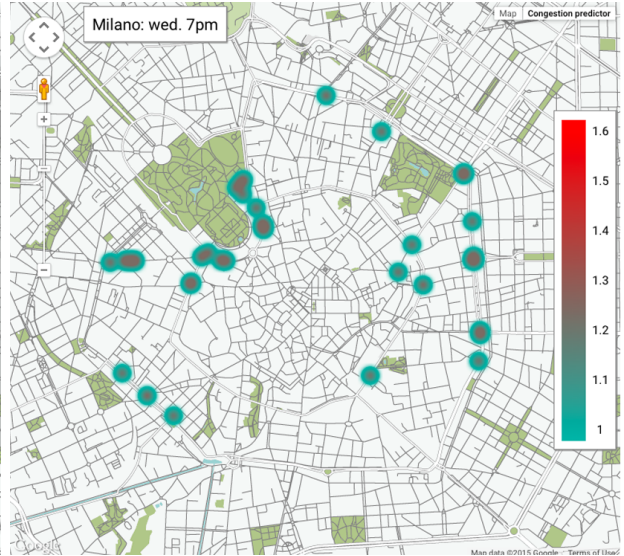 Milano: wed. 7pm
Map Congestion predictor
1.6
1.5
1.4
1.3
1.2
1.1
1
Google
Map data ©2015 Google Terms of Use